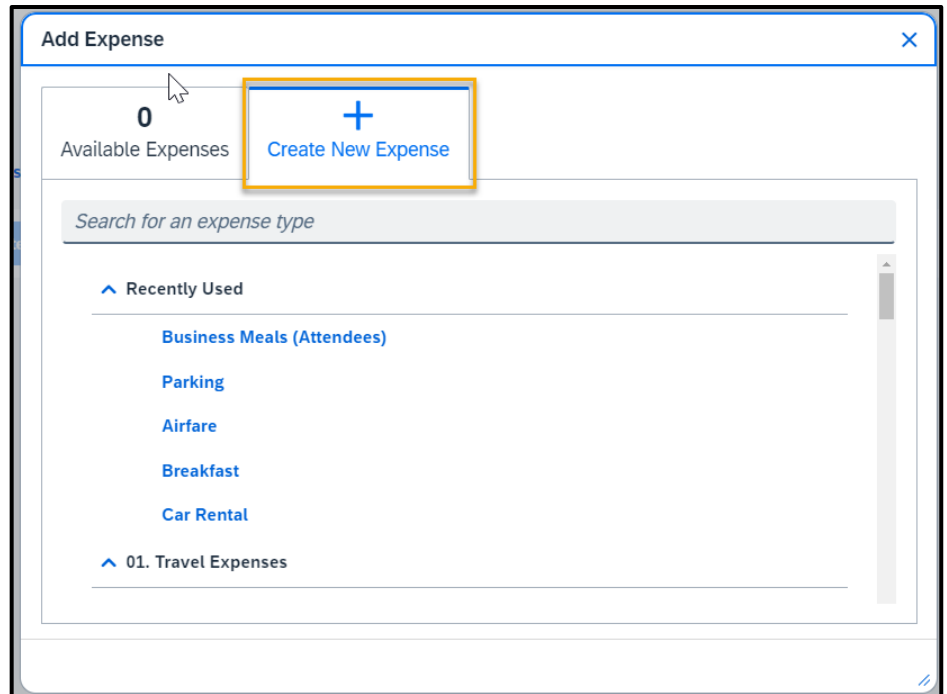 Add Expense
0
Available Expenses
Create New Expense
Search for an expense type
Recently Used
Business Meals (Attendees)
Parking
Airfare
Breakfast
Car Rental
01. Travel Expenses